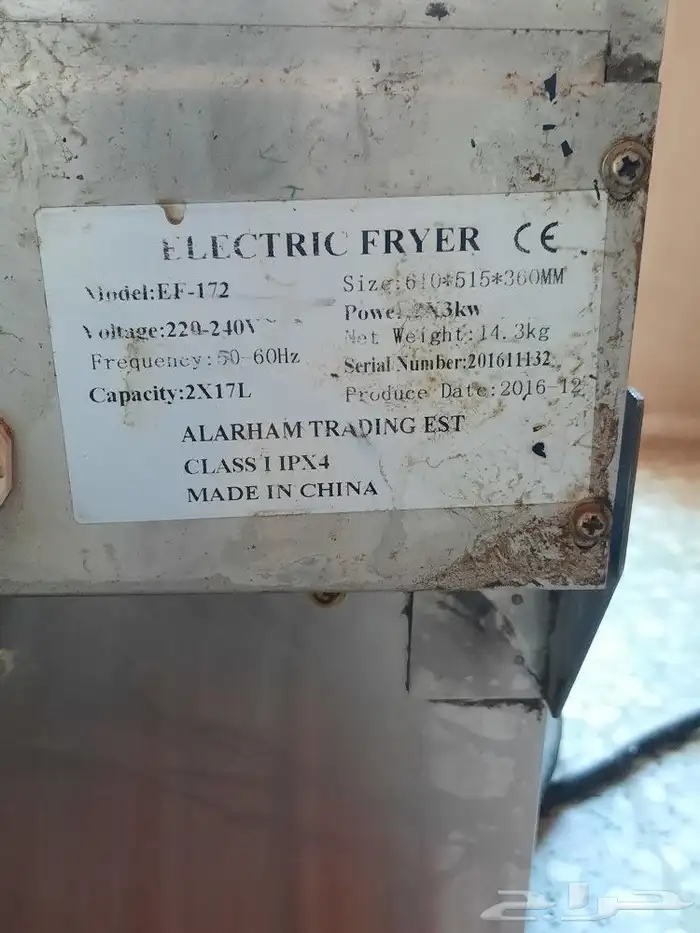 ELECTRIC FRYER CE
Model:EF-172
Size:610*515*360MM
Voltage:220-240V
Power:2X3kw
Frequency:50-60Hz
Net Weight:14.3kg
Capacity:2X17L
Serial Number:201611132
Produce Date:2016-12
ALARHAM TRADING EST
CLASS I IPX4
MADE IN CHINA
حراج